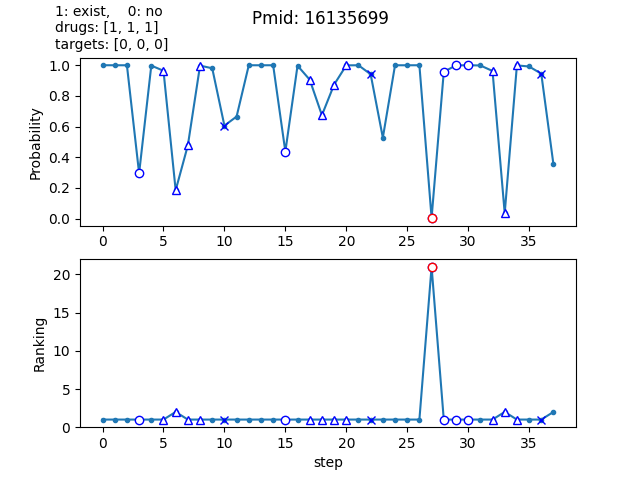 1: exist,    0: no
drugs: [1, 1, 1]
targets: [0, 0, 0]
Pmid: 16135699
Probability
1.0
0.8
0.6
0.4
0.2
0.0
0 5 10 15 20 25 30 35
Ranking
20
15
10
5
0
0 5 10 15 20 25 30 35
step